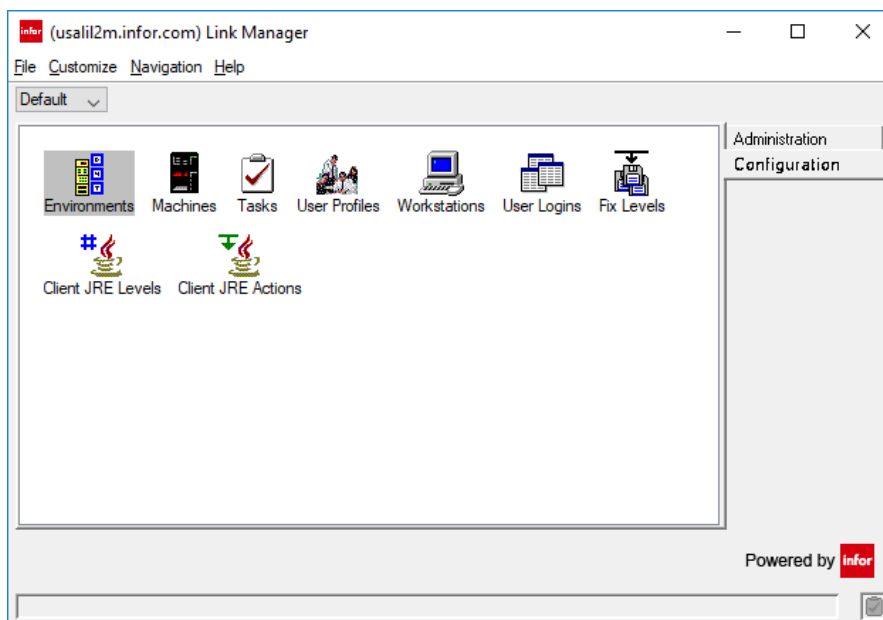 infor (usalil2m.infor.com) Link Manager
File Customize Navigation Help
Default
Administration
Configuration
Environments Machines Tasks User Profiles Workstations User Logins Fix Levels
Client JRE Levels Client JRE Actions
Powered by infor